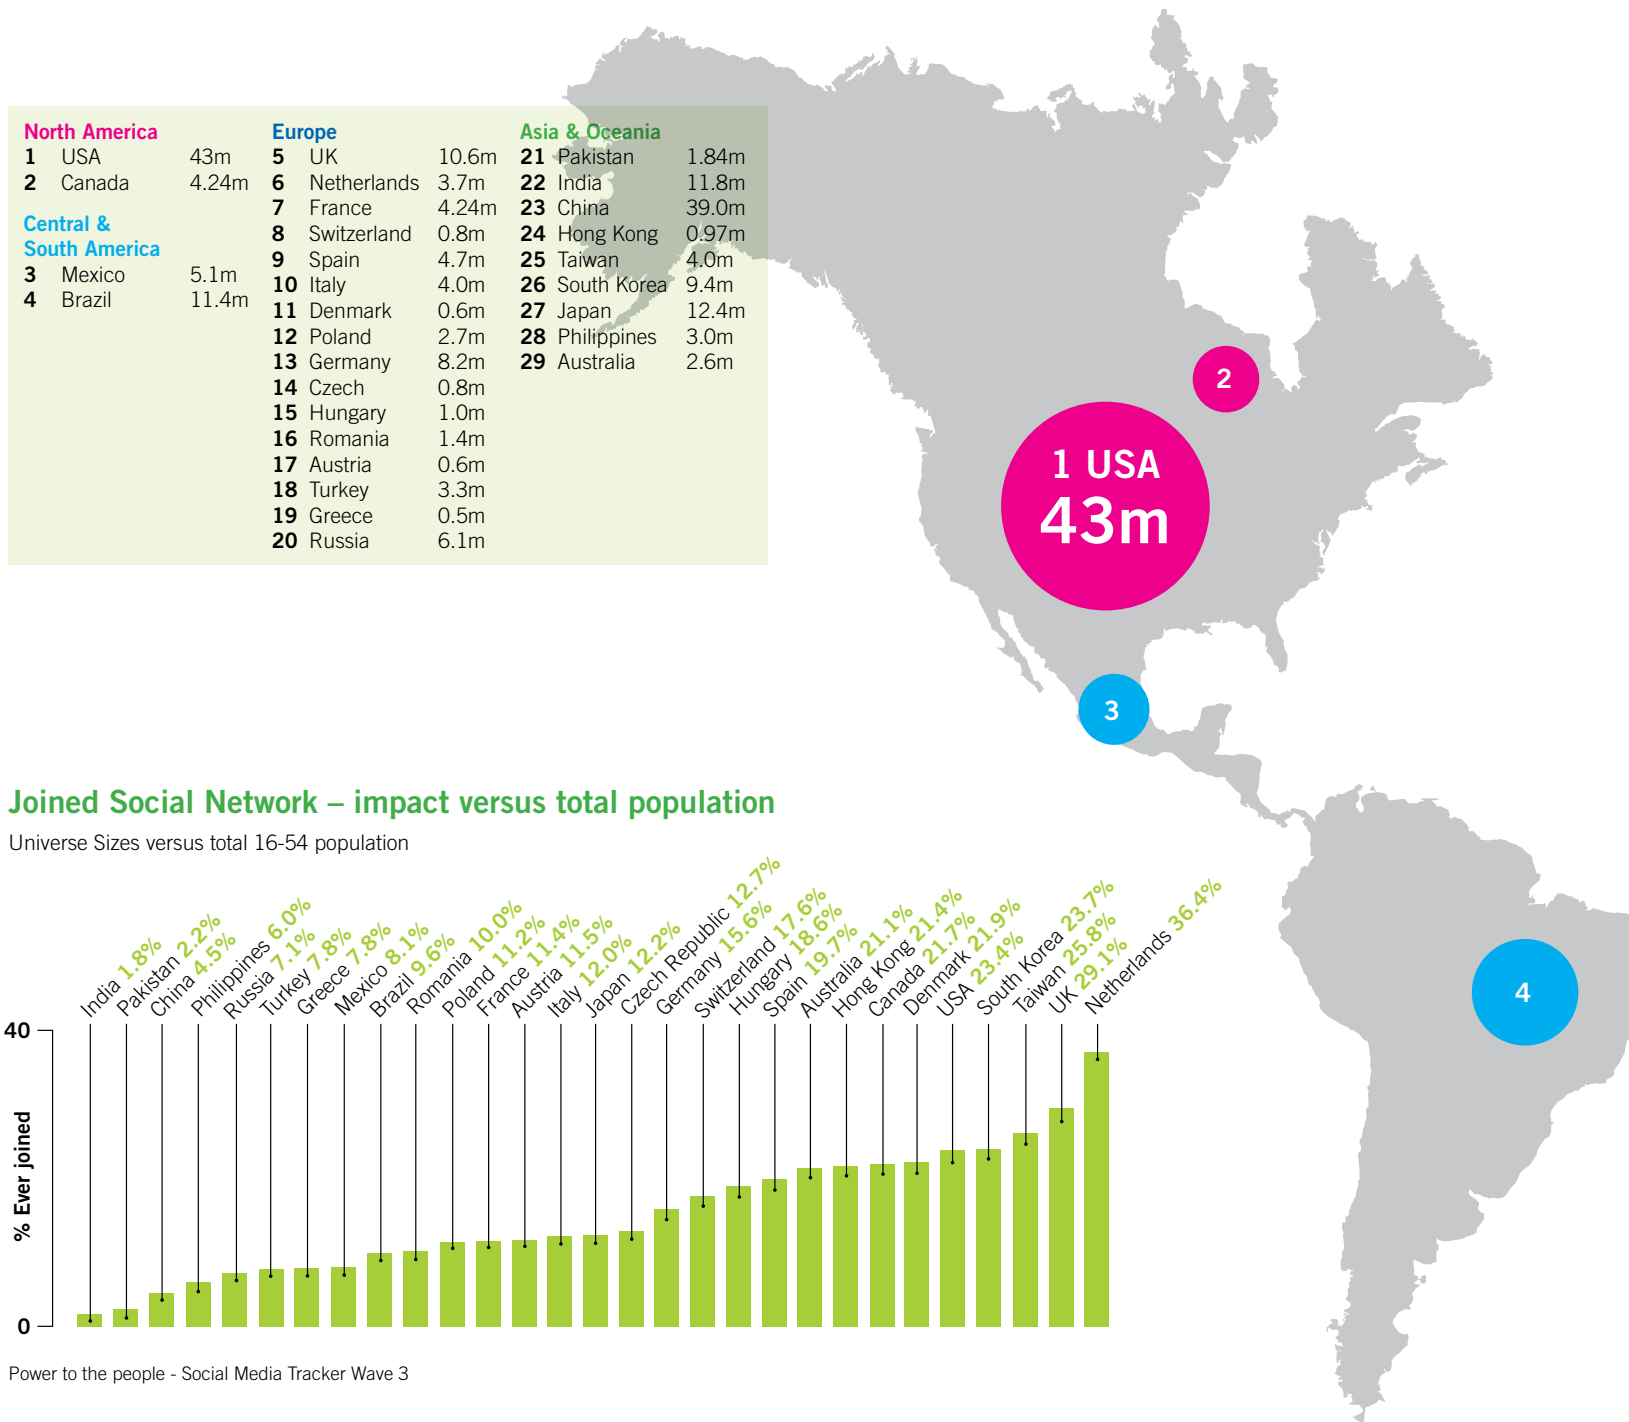 North America
1 USA 43m
2 Canada 4.24m
Central &
South America
3 Mexico 5.1m
4 Brazil 11.4m
Europe
5 UK 10.6m
6 Netherlands 3.7m
7 France 4.24m
8 Switzerland 0.8m
9 Spain 4.7m
10 Italy 4.0m
11 Denmark 0.6m
12 Poland 2.7m
13 Germany 8.2m
14 Czech 0.8m
15 Hungary 1.0m
16 Romania 1.4m
17 Austria 0.6m
18 Turkey 3.3m
19 Greece 0.5m
20 Russia 6.1m
Asia & Oceania
21 Pakistan 1.84m
22 India 11.8m
23 China 39.0m
24 Hong Kong 0.97m
25 Taiwan 4.0m
26 South Korea 9.4m
27 Japan 12.4m
28 Philippines 3.0m
29 Australia 2.6m
2
1 USA
43m
3
4
Joined Social Network – impact versus total population
Universe Sizes versus total 16-54 population
India 1.8%
Pakistan 2.2%
China 4.5%
Philippines 6.0%
Russia 7.1%
Turkey 7.8%
Greece 7.8%
Mexico 8.1%
Brazil 9.6%
Romania 10.0%
Poland 11.2%
France 11.4%
Austria 11.5%
Italy 12.0%
Japan 12.2%
Czech Republic 12.7%
Germany 15.6%
Switzerland 17.6%
Hungary 18.6%
Spain 19.7%
Australia 21.1%
Hong Kong 21.4%
Canada 21.7%
Denmark 21.9%
USA 23.4%
South Korea 23.7%
Taiwan 25.8%
UK 29.1%
Netherlands 36.4%
40
% Ever joined
0
Power to the people - Social Media Tracker Wave 3